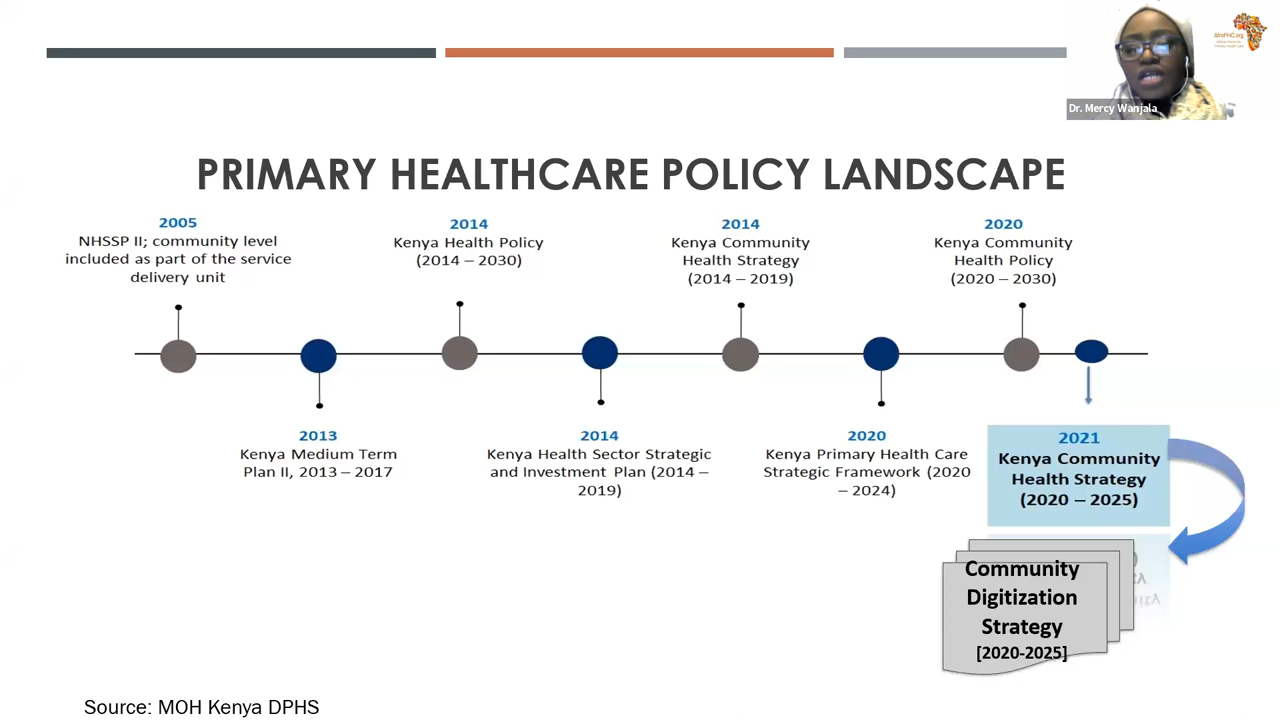 AfroPHC.org
Dr. Mercy Wanjala
PRIMARY HEALTHCARE POLICY LANDSCAPE
2005
NHSSP II; community level
included as part of the service
delivery unit
2014
Kenya Health Policy
(2014 – 2030)
2014
Kenya Community
Health Strategy
(2014 – 2019)
2020
Kenya Community
Health Policy
(2020 – 2030)
2013
Kenya Medium Term
Plan II, 2013 – 2017
2014
Kenya Health Sector Strategic
and Investment Plan (2014 –
2019)
2020
Kenya Primary Health Care
Strategic Framework (2020
– 2024)
2021
Kenya Community
Health Strategy
(2020 – 2025)
Community
Digitization
Strategy
[2020-2025]
Source: MOH Kenya DPHS